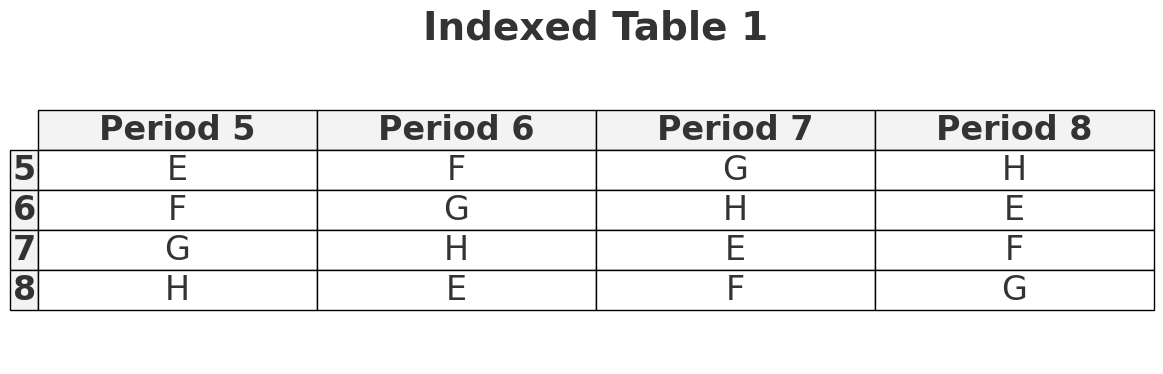 Indexed Table 1
Period 5 Period 6 Period 7 Period 8
5 E F G H
6 F G H E
7 G H E F
8 H E F G